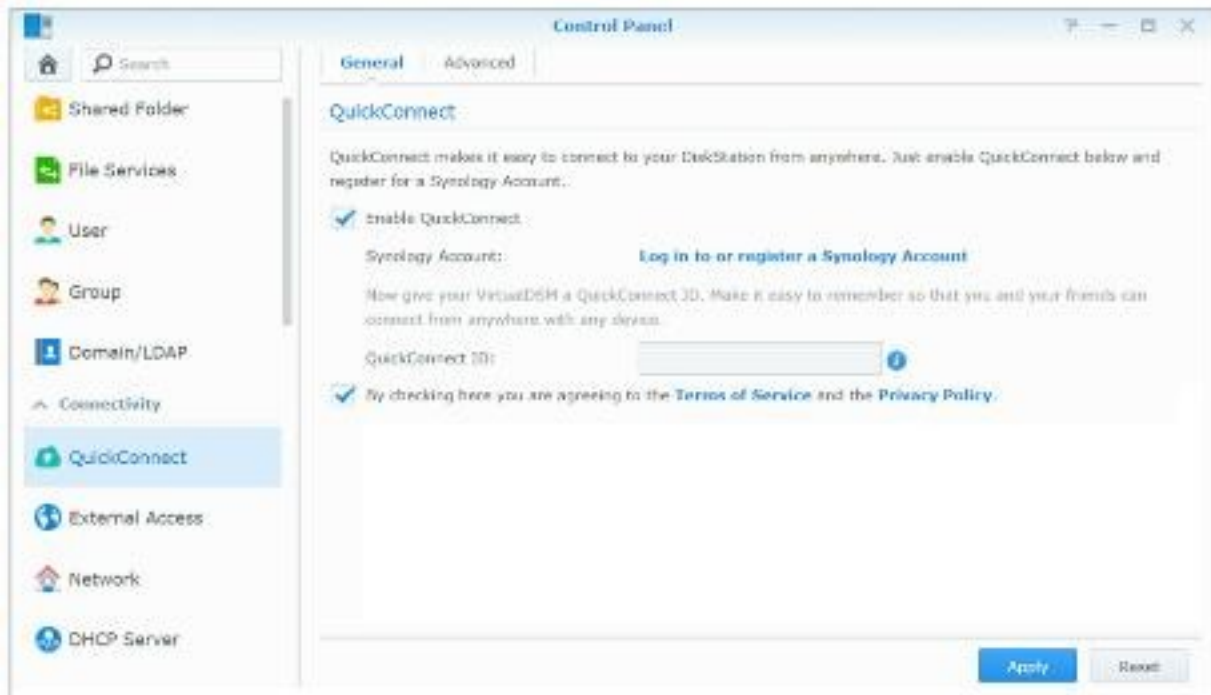 Control Panel
Search
General Advanced
Shared Folder
File Services
User
Group
Domain/LDAP
Connectivity
QuickConnect
External Access
Network
DHCP Server
QuickConnect
QuickConnect makes it easy to connect to your DiskStation from anywhere. Just enable QuickConnect below and
register for a Synology Account.
Enable QuickConnect
Synology Account: Log in to or register a Synology Account
Now give your VirtualDSM a QuickConnect ID. Make it easy to remember so that you and your friends can
connect from anywhere with any device.
QuickConnect ID:
By checking here you are agreeing to the Terms of Service and the Privacy Policy.
Apply Reset